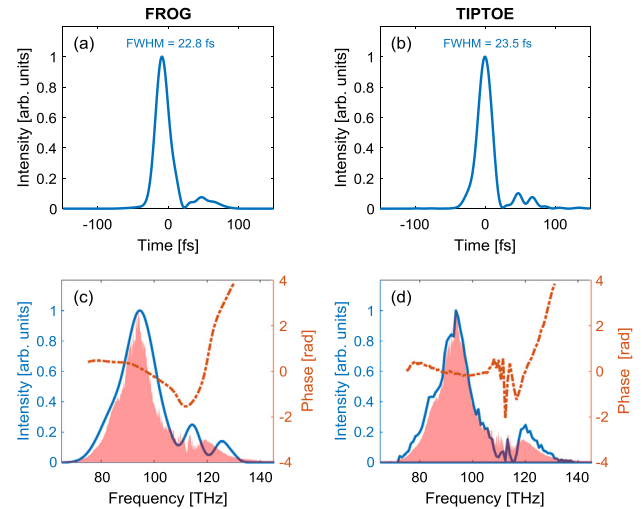 FROG
TIPTOE
(a)
FWHM = 22.8 fs
Intensity [arb. units]
1
0.8
0.6
0.4
0.2
0
-100
0
100
Time [fs]
(b)
FWHM = 23.5 fs
Intensity [arb. units]
1
0.8
0.6
0.4
0.2
0
-100
0
100
Time [fs]
(c)
Intensity [arb. units]
1
0.8
0.6
0.4
0.2
0
4
2
0
-2
-4
Phase [rad]
80
100
120
140
Frequency [THz]
(d)
Intensity [arb. units]
1
0.8
0.6
0.4
0.2
0
4
2
0
-2
-4
Phase [rad]
80
100
120
140
Frequency [THz]